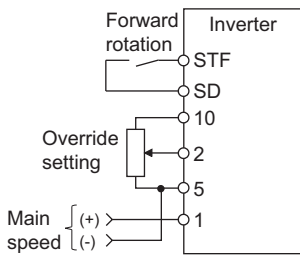 Forward
rotation
Inverter
STF
SD
10
Override
setting
2
5
Main
speed
(+)
(-)
1